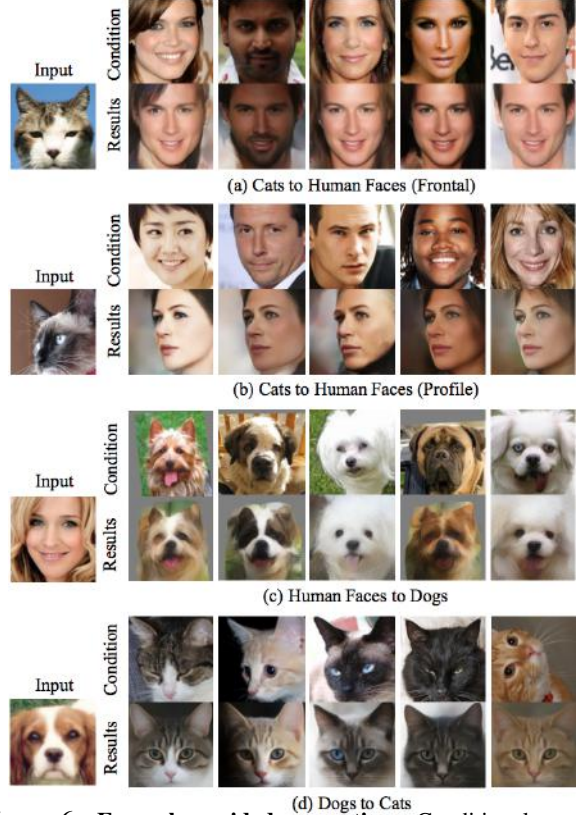 Input
Condition
Results
(a) Cats to Human Faces (Frontal)
Input
Condition
Results
(b) Cats to Human Faces (Profile)
Input
Condition
Results
(c) Human Faces to Dogs
Input
Condition
Results
(d) Dogs to Cats